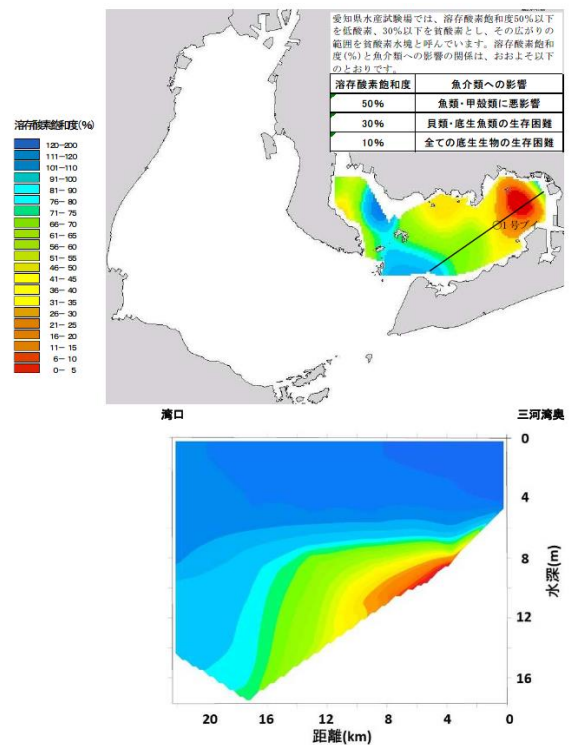 愛知県水産試験場では、溶存酸素飽和度50%以下
を低酸素、30%以下を貧酸素とし、その広がりの
範囲を貧酸素水塊と呼んでいます。溶存酸素飽和
度(%)と魚介類への影響の関係は、おおよそ以下
のとおりです。
溶存酸素飽和度 魚介類への影響
50% 魚類・甲殻類に悪影響
30% 貝類・底生魚類の生存困難
10% 全ての底生生物の生存困難
溶存酸素飽和度(%)
120-200
111-120
101-110
91-100
81-90
76-80
71-75
66-70
61-65
56-60
51-55
46-50
41-45
36-40
31-35
26-30
21-25
16-20
11-15
6-10
0-5
1号ブイ
湾口 三河湾奥
0
4
8
12
16
水深(m)
20 16 12 8 4 0
距離(km)